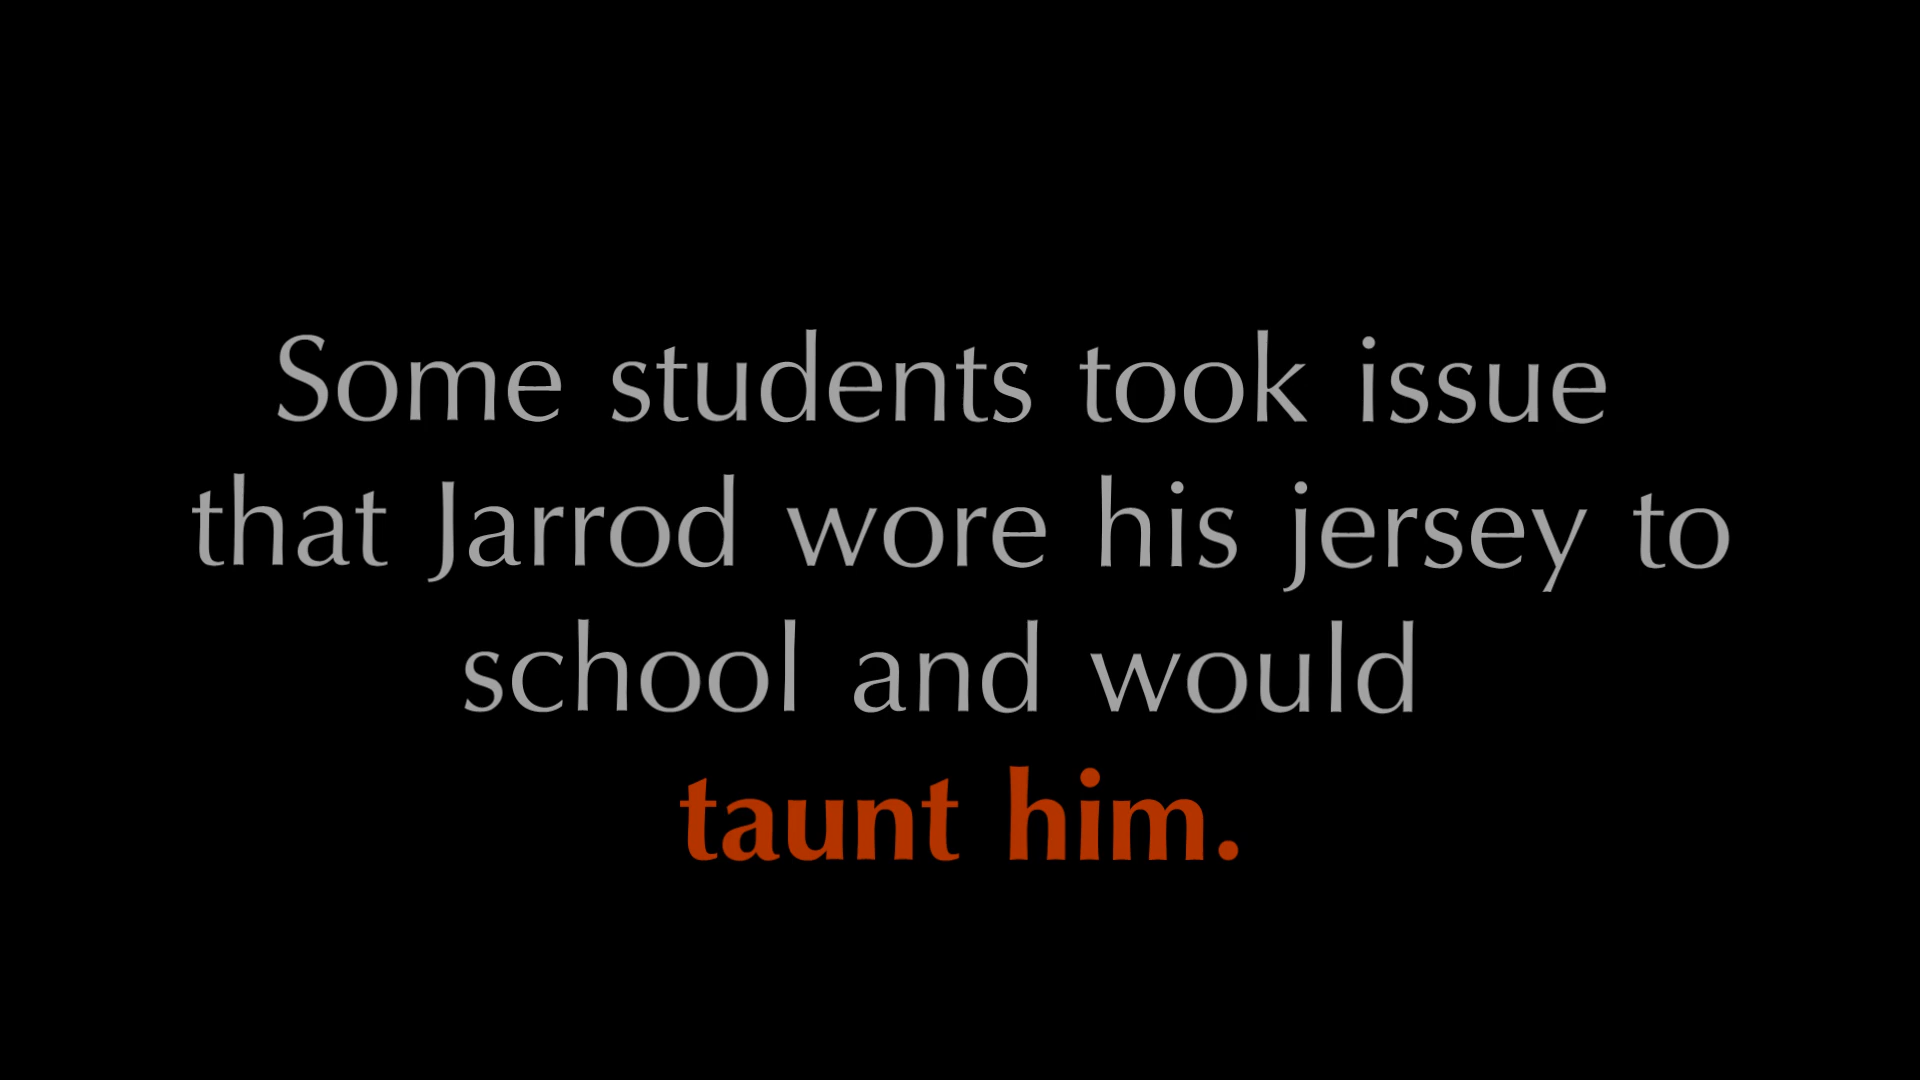 Some students took issue
that Jarrod wore his jersey to
school and would
taunt him.